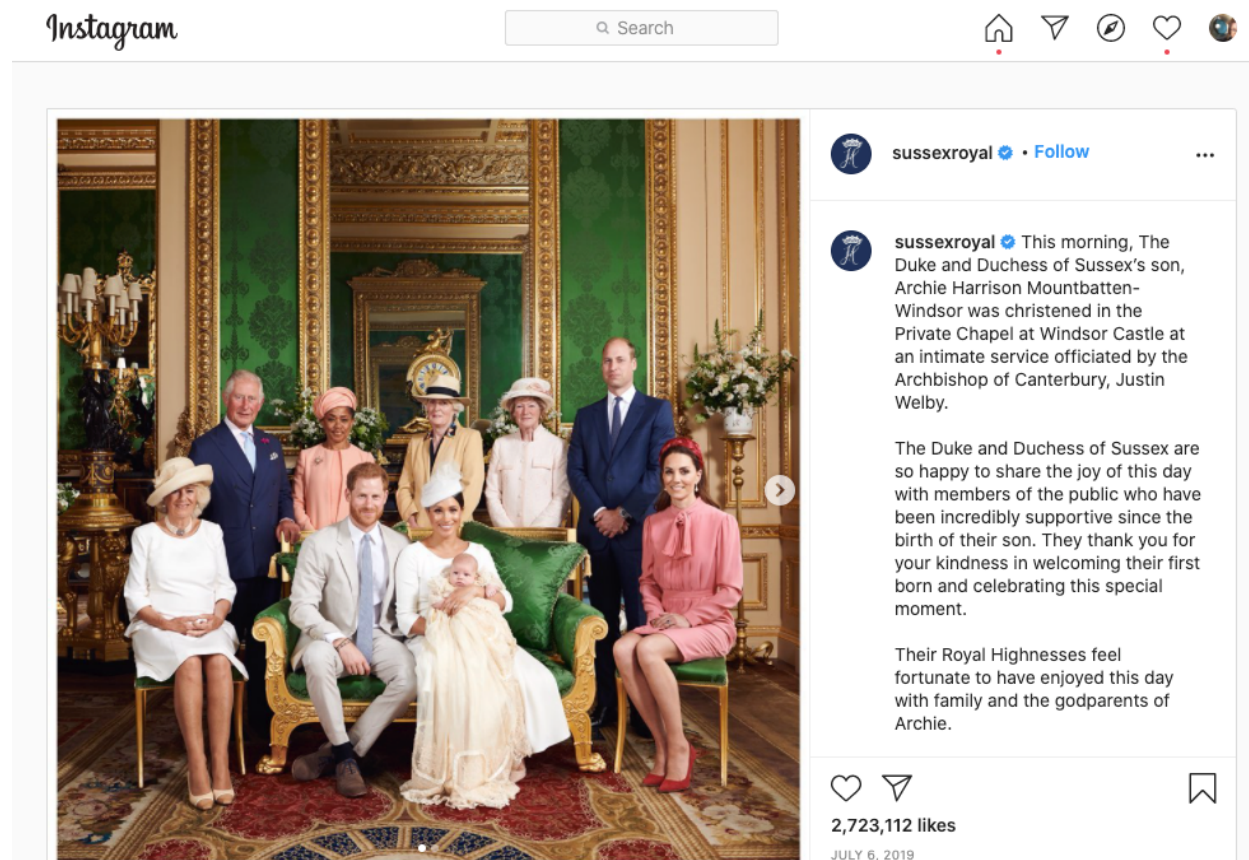 Instagram
Search
sussexroyal • Follow
sussexroyal This morning, The
Duke and Duchess of Sussex's son,
Archie Harrison Mountbatten-
Windsor was christened in the
Private Chapel at Windsor Castle at
an intimate service officiated by the
Archbishop of Canterbury, Justin
Welby.
The Duke and Duchess of Sussex are
so happy to share the joy of this day
with members of the public who have
been incredibly supportive since the
birth of their son. They thank you for
your kindness in welcoming their first
born and celebrating this special
moment.
Their Royal Highnesses feel
fortunate to have enjoyed this day
with family and the godparents of
Archie.
2,723,112 likes
JULY 6, 2019